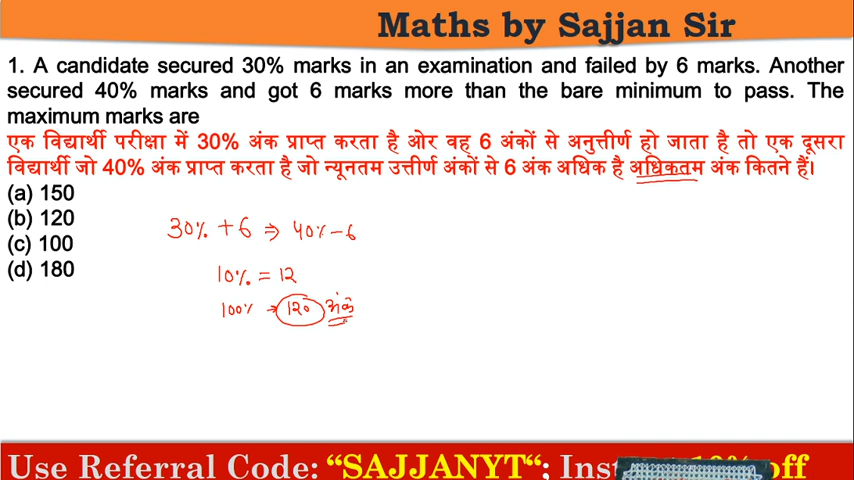 Maths by Sajjan Sir
1. A candidate secured 30% marks in an examination and failed by 6 marks. Another
secured 40% marks and got 6 marks more than the bare minimum to pass. The
maximum marks are
एक विद्यार्थी परीक्षा में 30% अंक प्राप्त करता है ओर वह 6 अंकों से अनुत्तीर्ण हो जाता है तो एक दूसरा
विद्यार्थी जो 40% अंक प्राप्त करता है जो न्यूनतम उत्तीर्ण अंकों से 6 अंक अधिक है अधिकतम अंक कितने हैं।
(a) 150
(b) 120
(c) 100
(d) 180
30% + 6 ⇒ 40% - 6
10% = 12
100% → 120 अंक
Use Referral Code: “SAJJANYT“; off